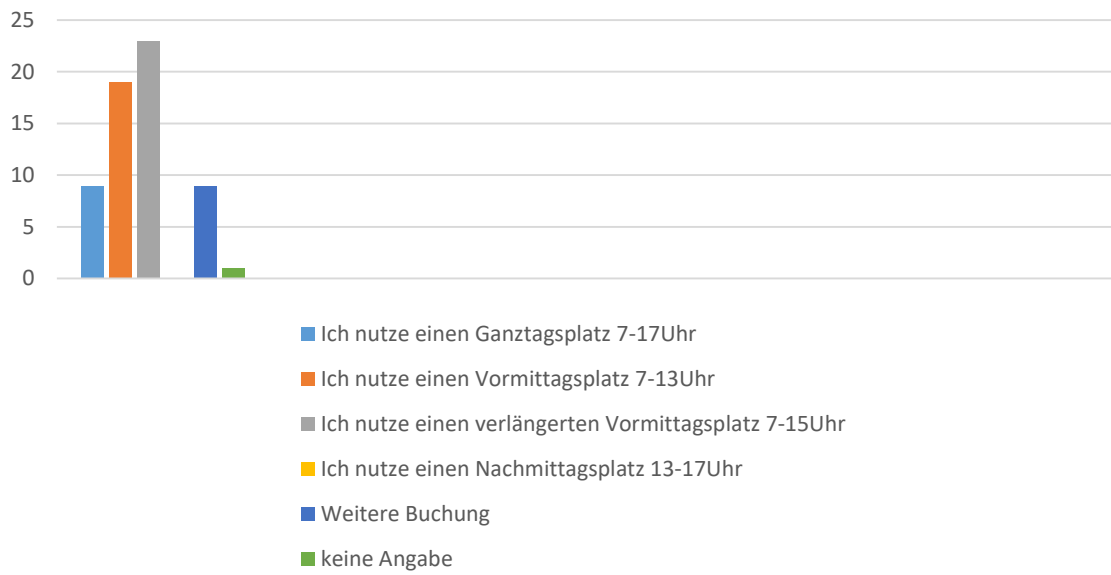 25
20
15
10
5
0
Ich nutze einen Ganztagsplatz 7-17Uhr
Ich nutze einen Vormittagsplatz 7-13Uhr
Ich nutze einen verlängerten Vormittagsplatz 7-15Uhr
Ich nutze einen Nachmittagsplatz 13-17Uhr
Weitere Buchung
keine Angabe